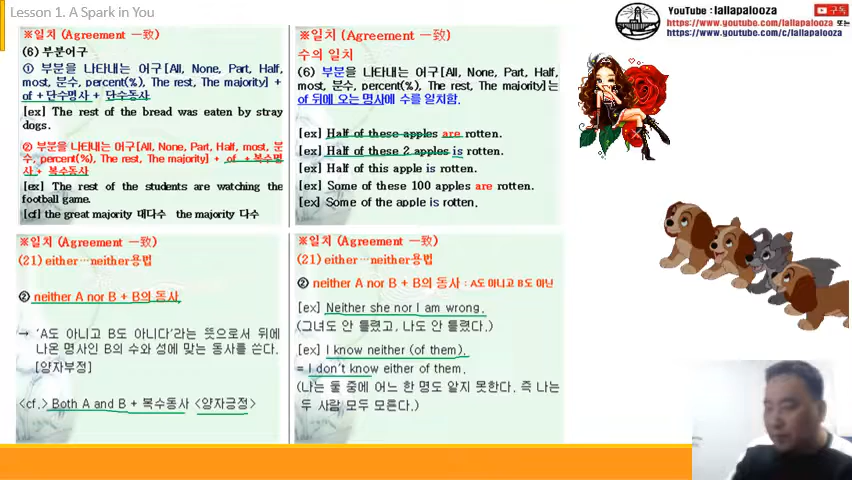 Lesson 1. A Spark in You
YouTube : lallapalooza
구독
https://www.youtube.com/lallapalooza 또는
https://www.youtube.com/c/lallapalooza
※일치 (Agreement 一致)
(6) 부분어구
① 부분을 나타내는 어구[All, None, Part, Half,
most, 분수, percent(%), The rest, The majority] +
of + 단수명사 + 단수동사
[ex] The rest of the bread was eaten by stray
dogs.
② 부분을 나타내는 어구[All, None, Part, Half, most, 분
수, percent(%), The rest, The majority] + of + 복수명
사 + 복수동사
[ex] The rest of the students are watching the
football game.
[cf] the great majority 대다수 the majority 다수
※일치 (Agreement 一致)
수의 일치
(6) 부분을 나타내는 어구[All, None, Part, Half,
most, 분수, percent(%), The rest, The majority]는
of 뒤에 오는 명사에 수를 일치함.
[ex] Half of these apples are rotten.
[ex] Half of these 2 apples is rotten.
[ex] Half of this apple is rotten.
[ex] Some of these 100 apples are rotten.
[ex] Some of the apple is rotten.
※일치 (Agreement 一致)
(21) either…neither용법
② neither A nor B + B의 동사
→ 'A도 아니고 B도 아니다'라는 뜻으로서 뒤에
나온 명사인 B의 수와 성에 맞는 동사를 쓴다.
[양자부정]
<cf.> Both A and B + 복수동사 <양자긍정>
※일치 (Agreement 一致)
(21) either…neither용법
② neither A nor B + B의 동사 : A도 아니고 B도 아닌
[ex] Neither she nor I am wrong.
(그녀도 안 틀렸고, 나도 안 틀렸다.)
[ex] I know neither (of them).
= I don't know either of them.
(나는 둘 중에 어느 한 명도 알지 못한다. 즉 나는
두 사람 모두 모른다.)